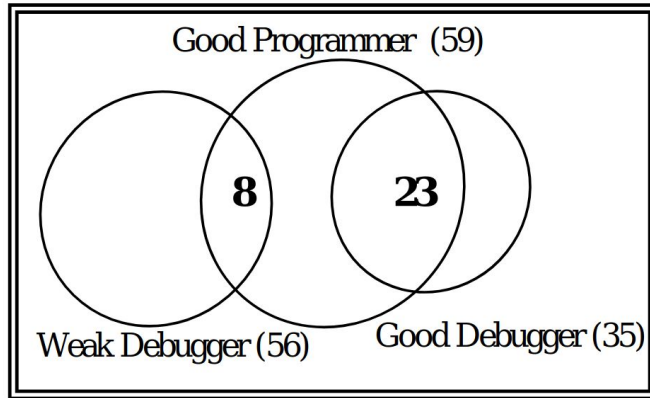 Good Programmer (59)
8
23
Weak Debugger (56)
Good Debugger (35)